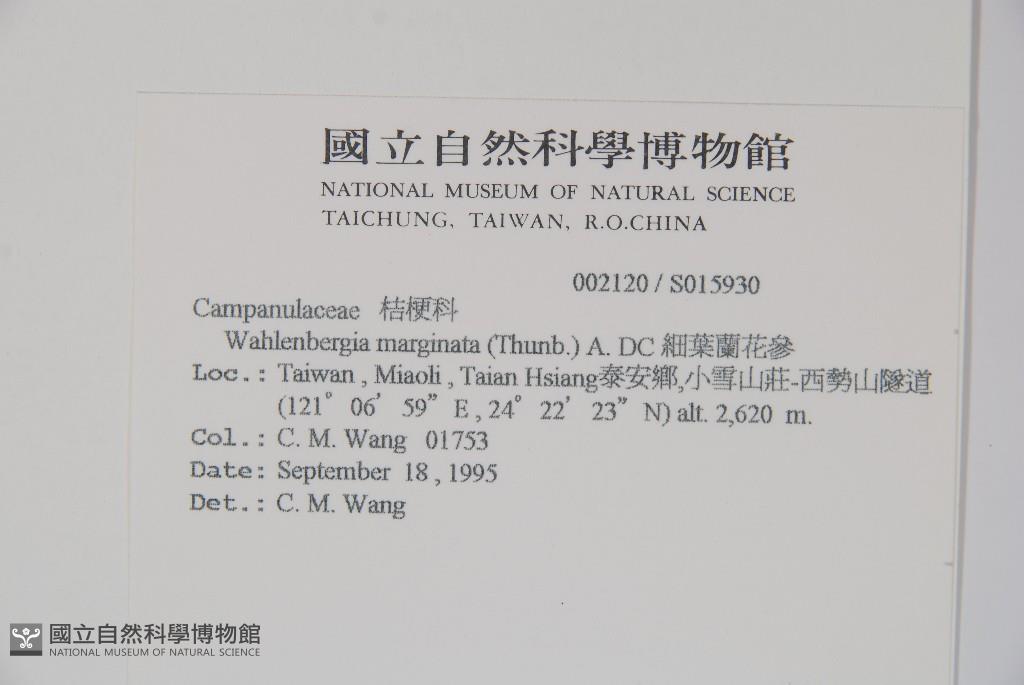 國立自然科學博物館
NATIONAL MUSEUM OF NATURAL SCIENCE
TAICHUNG, TAIWAN, R.O.CHINA
002120 / S015930
Campanulaceae 桔梗科
Wahlenbergia marginata (Thunb.) A. DC 細葉蘭花參
Loc.: Taiwan , Miaoli , Taian Hsiang泰安鄉,小雪山莊-西勢山隧道
(121° 06' 59” E , 24° 22' 23” N) alt. 2,620 m.
Col.: C. M. Wang 01753
Date: September 18 , 1995
Det.: C. M. Wang
國立自然科學博物館
NATIONAL MUSEUM OF NATURAL SCIENCE